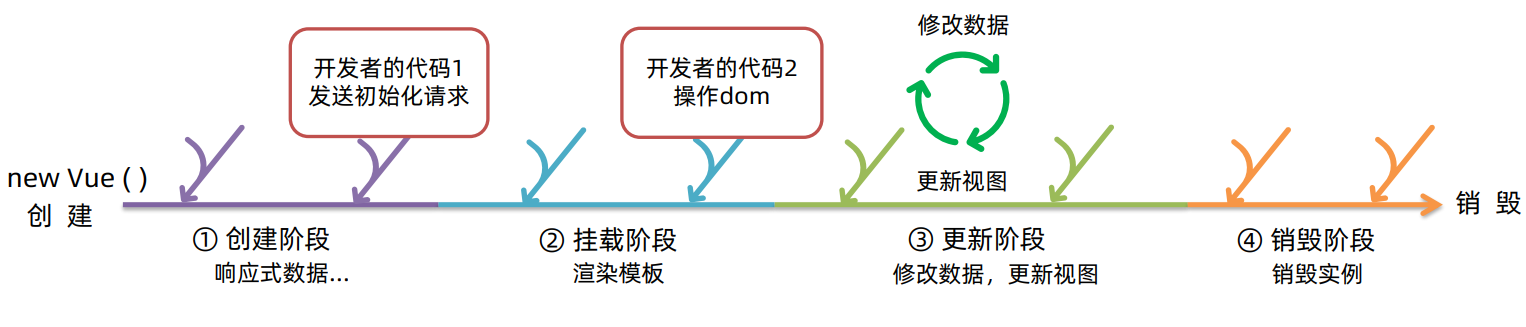 修改数据
开发者的代码1
发送初始化请求
开发者的代码2
操作dom
更新视图
new Vue ( )
创 建
销 毁
① 创建阶段
响应式数据...
② 挂载阶段
渲染模板
③ 更新阶段
修改数据，更新视图
④ 销毁阶段
销毁实例